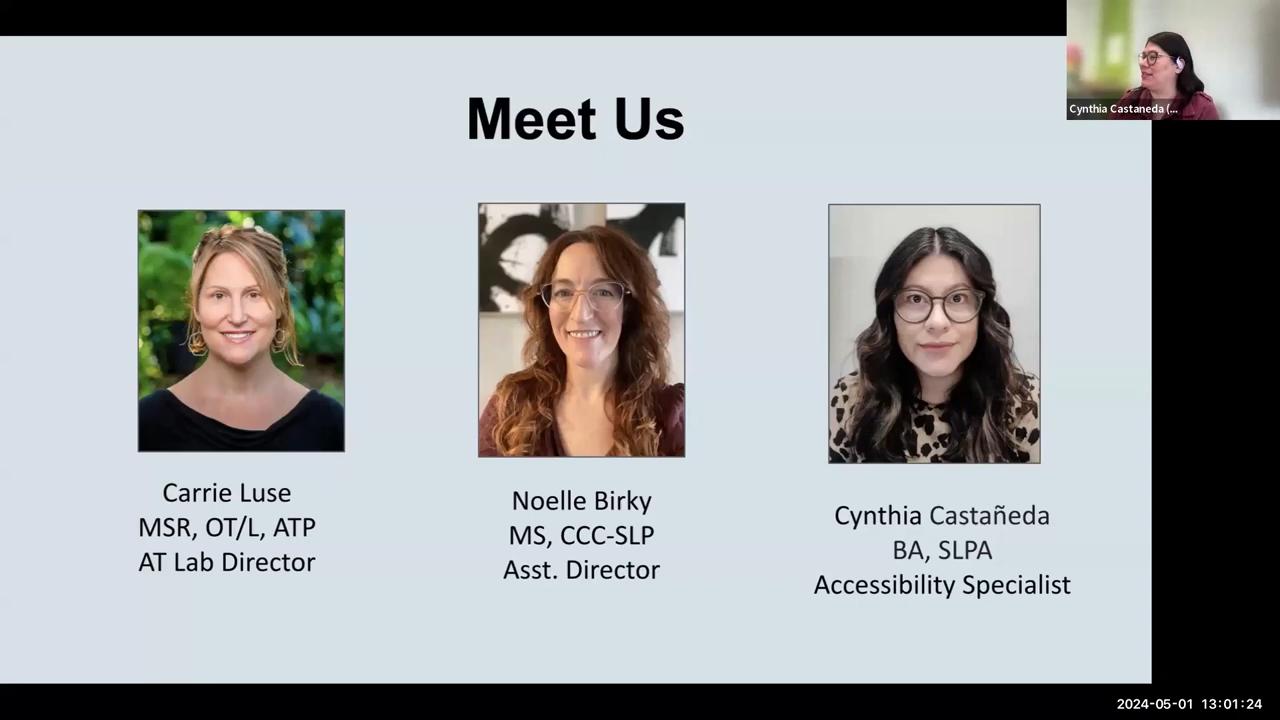 Meet Us
Cynthia Castaneda (...
Carrie Luse
MSR, OT/L, ATP
AT Lab Director
Noelle Birky
MS, CCC-SLP
Asst. Director
Cynthia Castañeda
BA, SLPA
Accessibility Specialist
2024-05-01 13:01:24